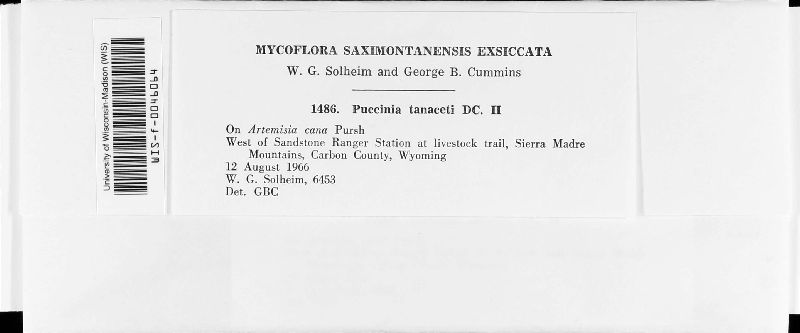 MYCOFLORA SAXIMONTANENSIS EXSICCATA
W. G. Solheim and George B. Cummins
1486. Puccinia tanaceti DC. II
On Artemisia cana Pursh
West of Sandstone Ranger Station at livestock trail, Sierra Madre
Mountains, Carbon County, Wyoming
12 August 1966
W. G. Solheim, 6453
Det. GBC
University of Wisconsin-Madison (WIS)
WIS-f-0040964